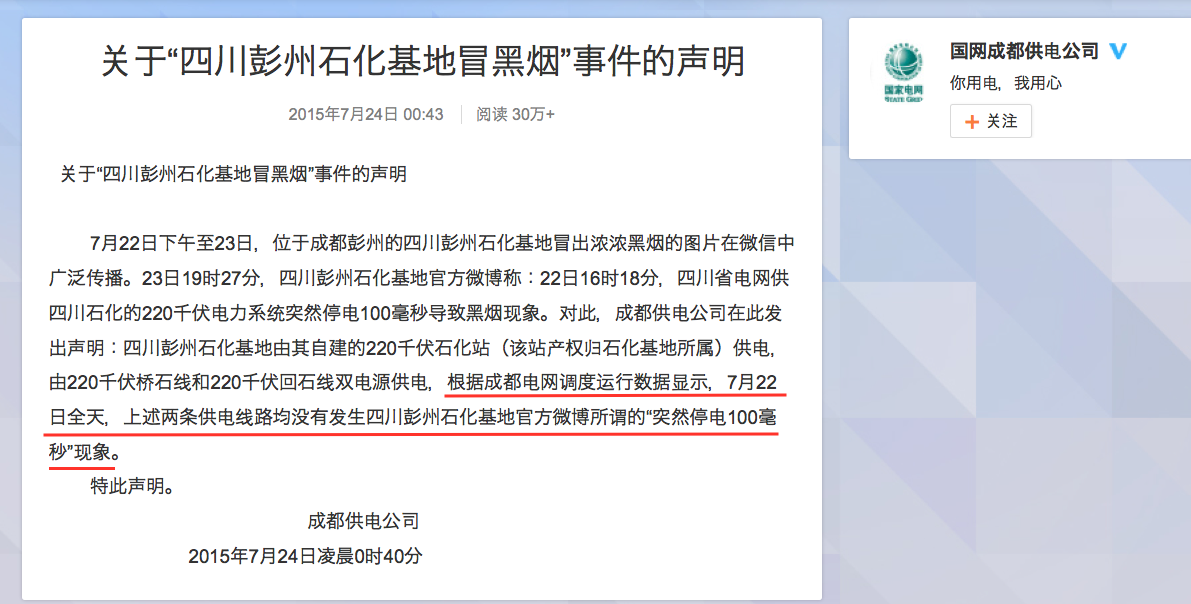 关于“四川彭州石化基地冒黑烟”事件的声明
2015年7月24日 00:43 阅读 30万+
关于“四川彭州石化基地冒黑烟”事件的声明
7月22日下午至23日，位于成都彭州的四川彭州石化基地冒出浓浓黑烟的图片在微信中
广泛传播。23日19时27分，四川彭州石化基地官方微博称：22日16时18分，四川省电网供
四川石化的220千伏电力系统突然停电100毫秒导致黑烟现象。对此，成都供电公司在此发
出声明：四川彭州石化基地由其自建的220千伏石化站（该站产权归石化基地所属）供电，
由220千伏桥石线和220千伏回石线双电源供电，根据成都电网调度运行数据显示，7月22
日全天，上述两条供电线路均没有发生四川彭州石化基地官方微博所谓的“突然停电100毫
秒”现象。
特此声明。
成都供电公司
2015年7月24日凌晨0时40分
国家电网
STATE GRID
国网成都供电公司
你用电，我用心
+ 关注